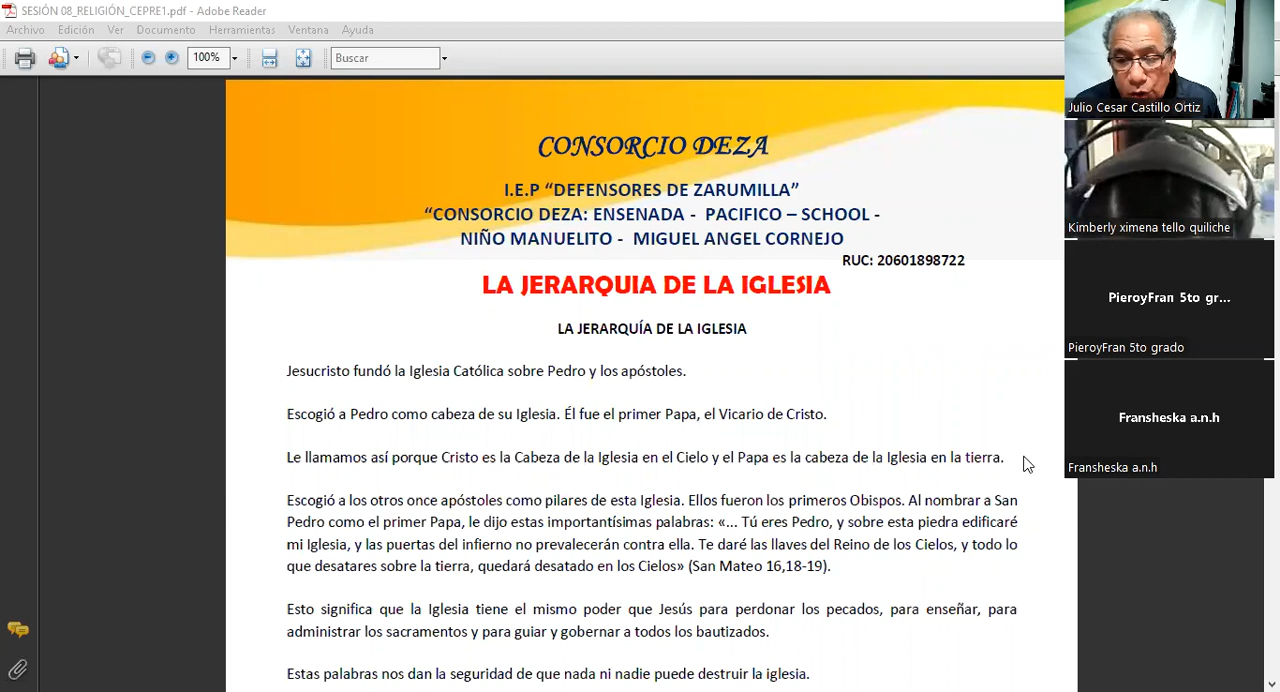 SESIÓN 08_RELIGIÓN_CEPRE1.pdf - Adobe Reader
Archivo Edición Ver Documento Herramientas Ventana Ayuda
100% Buscar
CONSORCIO DEZA
I.E.P “DEFENSORES DE ZARUMILLA”
“CONSORCIO DEZA: ENSENADA - PACIFICO – SCHOOL -
NIÑO MANUELITO - MIGUEL ANGEL CORNEJO
RUC: 20601898722
LA JERARQUIA DE LA IGLESIA
LA JERARQUÍA DE LA IGLESIA
Jesucristo fundó la Iglesia Católica sobre Pedro y los apóstoles.
Escogió a Pedro como cabeza de su Iglesia. Él fue el primer Papa, el Vicario de Cristo.
Le llamamos así porque Cristo es la Cabeza de la Iglesia en el Cielo y el Papa es la cabeza de la Iglesia en la tierra.
Escogió a los otros once apóstoles como pilares de esta Iglesia. Ellos fueron los primeros Obispos. Al nombrar a San
Pedro como el primer Papa, le dijo estas importantísimas palabras: «... Tú eres Pedro, y sobre esta piedra edificaré
mi Iglesia, y las puertas del infierno no prevalecerán contra ella. Te daré las llaves del Reino de los Cielos, y todo lo
que desatares sobre la tierra, quedará desatado en los Cielos» (San Mateo 16,18-19).
Esto significa que la Iglesia tiene el mismo poder que Jesús para perdonar los pecados, para enseñar, para
administrar los sacramentos y para guiar y gobernar a todos los bautizados.
Estas palabras nos dan la seguridad de que nada ni nadie puede destruir la iglesia.
Julio Cesar Castillo Ortiz
Kimberly ximena tello quiliche
PieroyFran 5to gr...
PieroyFran 5to grado
Fransheska a.n.h
Fransheska a.n.h